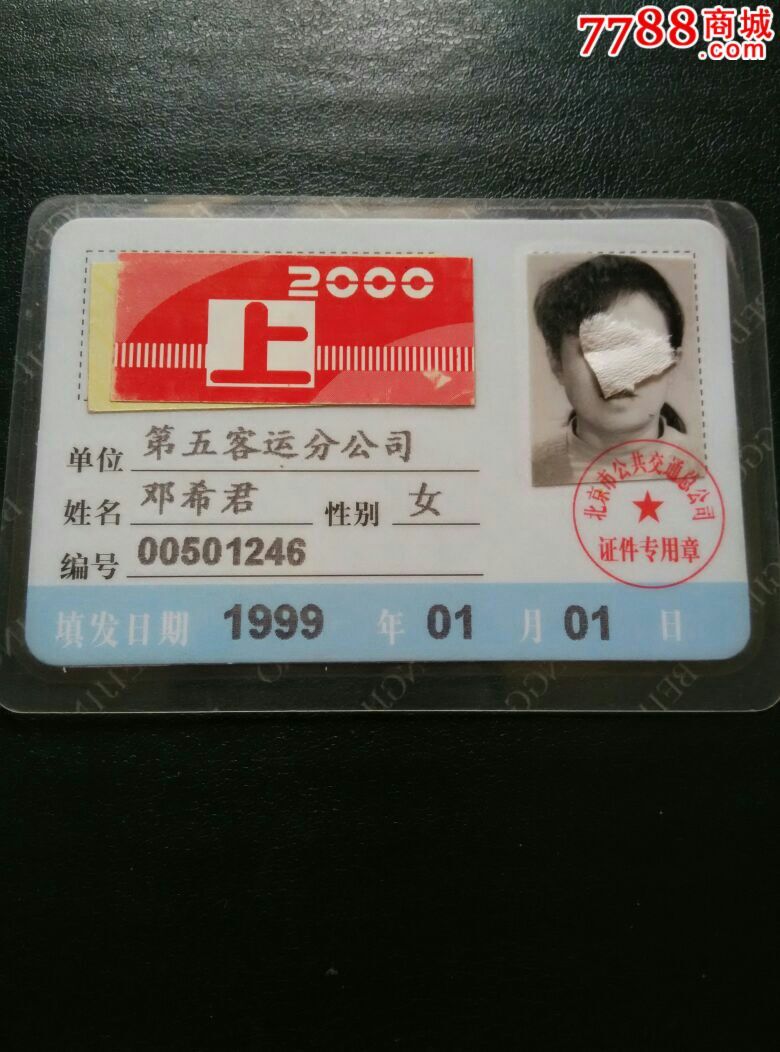 7788商城
.com
2000
上
单位 第五客运分公司
姓名 邓希君 性别 女
编号 00501246
北京市公共交通总公司
证件专用章
填发日期 1999 年 01 月 01 日